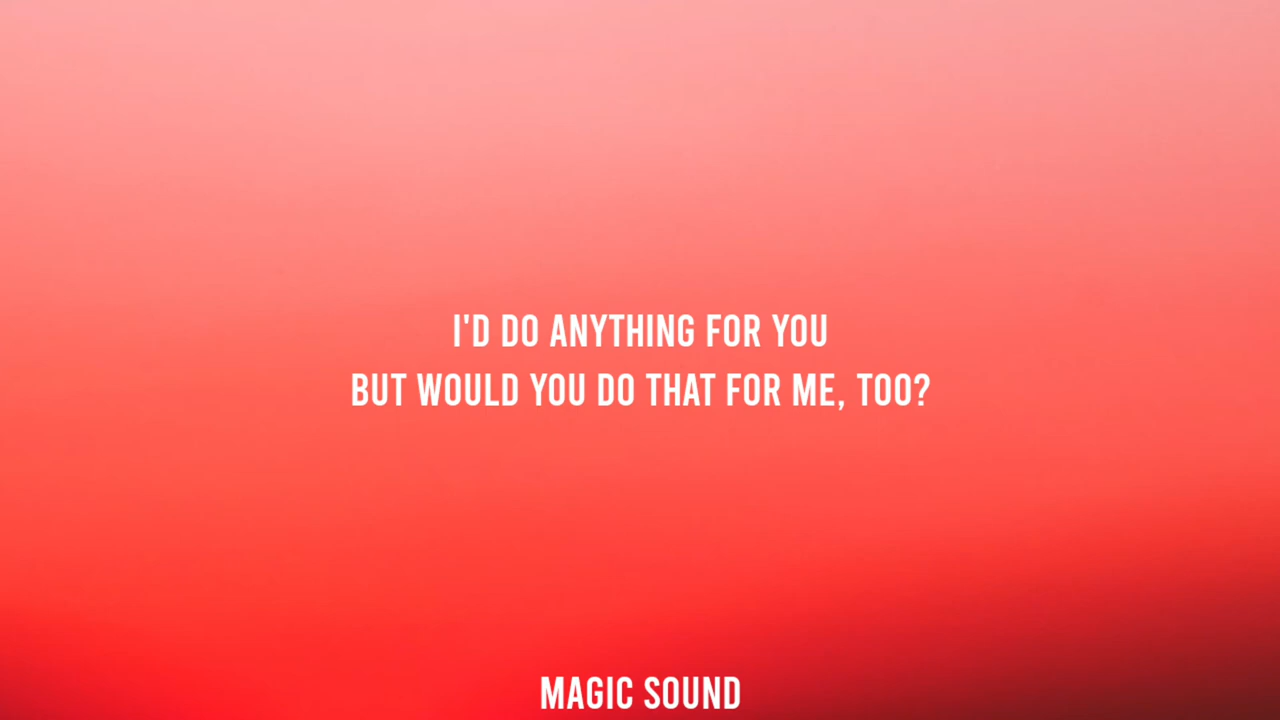 I'D DO ANYTHING FOR YOU
BUT WOULD YOU DO THAT FOR ME, TOO?
MAGIC SOUND